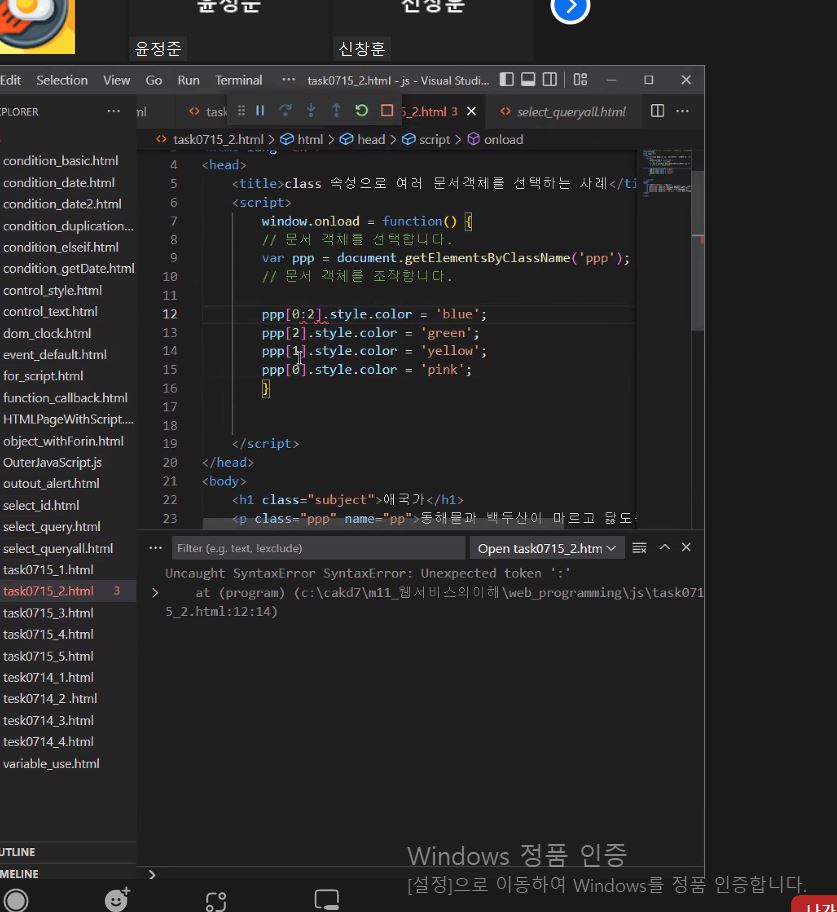 윤정준
신창훈
Edit Selection View Go Run Terminal ··· task0715_2.html - js - Visual Studi...
PLORER ··· ml <> task 5_2.html 3 <> select_queryall.html ···
<> task0715_2.html > html > head > script > onload
condition_basic.html
condition_date.html
condition_date2.html
condition_duplication...
condition_elseif.html
condition_getDate.html
control_style.html
control_text.html
dom_clock.html
event_default.html
for_script.html
function_callback.html
HTMLPageWithScript....
object_withForin.html
OuterJavaScript.js
outout_alert.html
select_id.html
select_query.html
select_queryall.html
task0715_1.html
task0715_2.html 3
task0715_3.html
task0715_4.html
task0715_5.html
tesk0714_1.html
tesk0714_2 .html
tesk0714_3.html
tesk0714_4.html
variable_use.html
UTLINE
MELINE
4 <head>
5 <title>class 속성으로 여러 문서객체를 선택하는 사례</ti
6 <script>
7 window.onload = function() {
8 // 문서 객체를 선택합니다.
9 var ppp = document.getElementsByClassName('ppp');
10 // 문서 객체를 조작합니다.
11
12 ppp[0:2].style.color = 'blue';
13 ppp[2].style.color = 'green';
14 ppp[1].style.color = 'yellow';
15 ppp[0].style.color = 'pink';
16 }
17
18
19 </script>
20 </head>
21 <body>
22 <h1 class="subject">애국가</h1>
23 <p class="ppp" name="pp">동해물과 백두산이 마르고 닳도
··· Filter (e.g. text, !exclude) Open task0715_2.htm
Uncaught SyntaxError SyntaxError: Unexpected token ':'
> at (program) (c:\cakd7\m11_웹서비스의이해\web_programming\js\task071
5_2.html:12:14)
>
Windows 정품 인증
[설정]으로 이동하여 Windows를 정품 인증합니다.